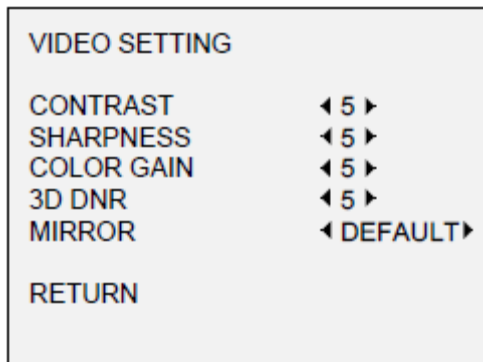 VIDEO SETTING
CONTRAST ◀ 5 ▶
SHARPNESS ◀ 5 ▶
COLOR GAIN ◀ 5 ▶
3D DNR ◀ 5 ▶
MIRROR ◀ DEFAULT ▶
RETURN